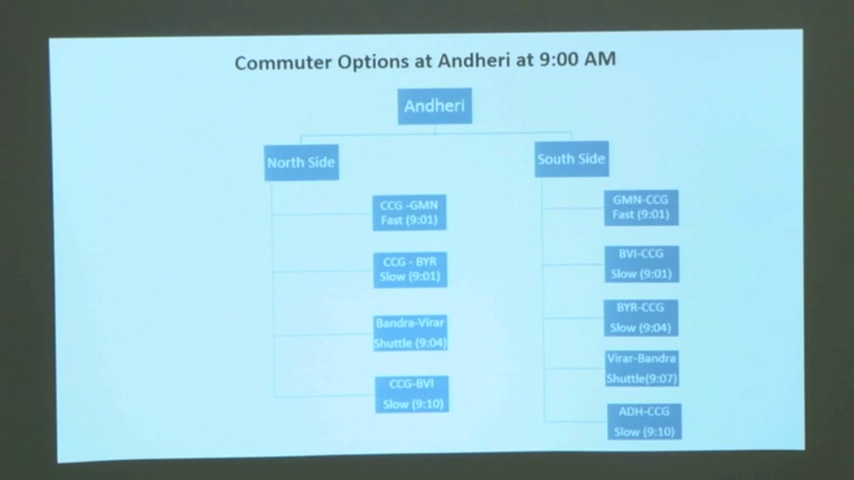 Commuter Options at Andheri at 9:00 AM
Andheri
North Side
South Side
CCG -GMN
Fast (9:01)
CCG - BYR
Slow (9:01)
Bandra-Virar
Shuttle (9:04)
CCG-BVI
Slow (9:10)
GMN-CCG
Fast (9:01)
BVI-CCG
Slow (9:01)
BYR-CCG
Slow (9:04)
Virar-Bandra
Shuttle(9:07)
ADH-CCG
Slow (9:10)